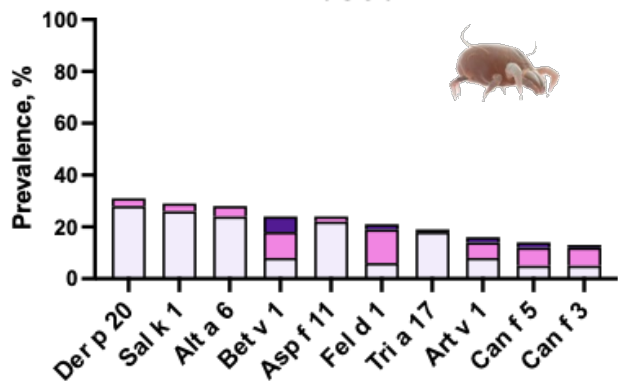 100
80
60
40
20
0
Prevalence, %
Der p 20
Sal k 1
Alt a 6
Bet v 1
Asp f 11
Fel d 1
Tri a 17
Art v 1
Can f 5
Can f 3